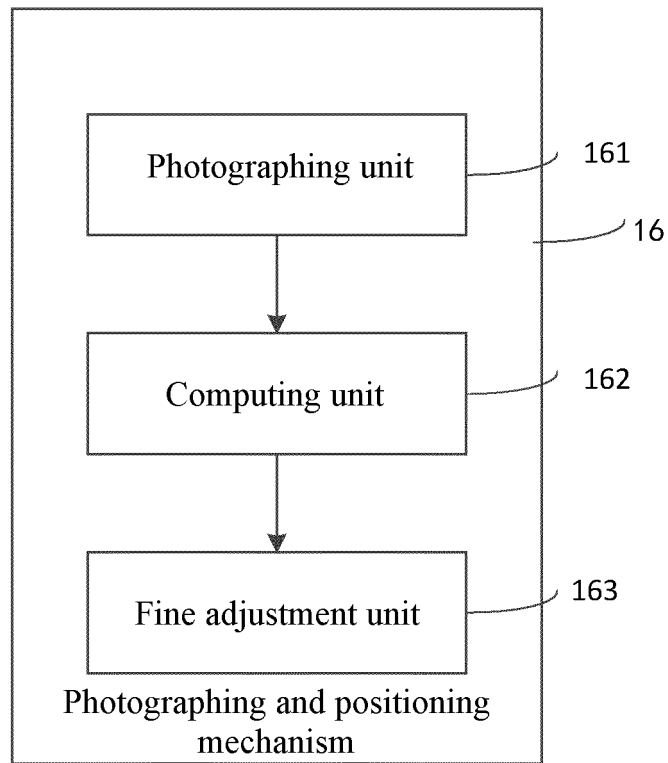 Photographing unit
161
16
Computing unit
162
Fine adjustment unit
163
Photographing and positioning
mechanism